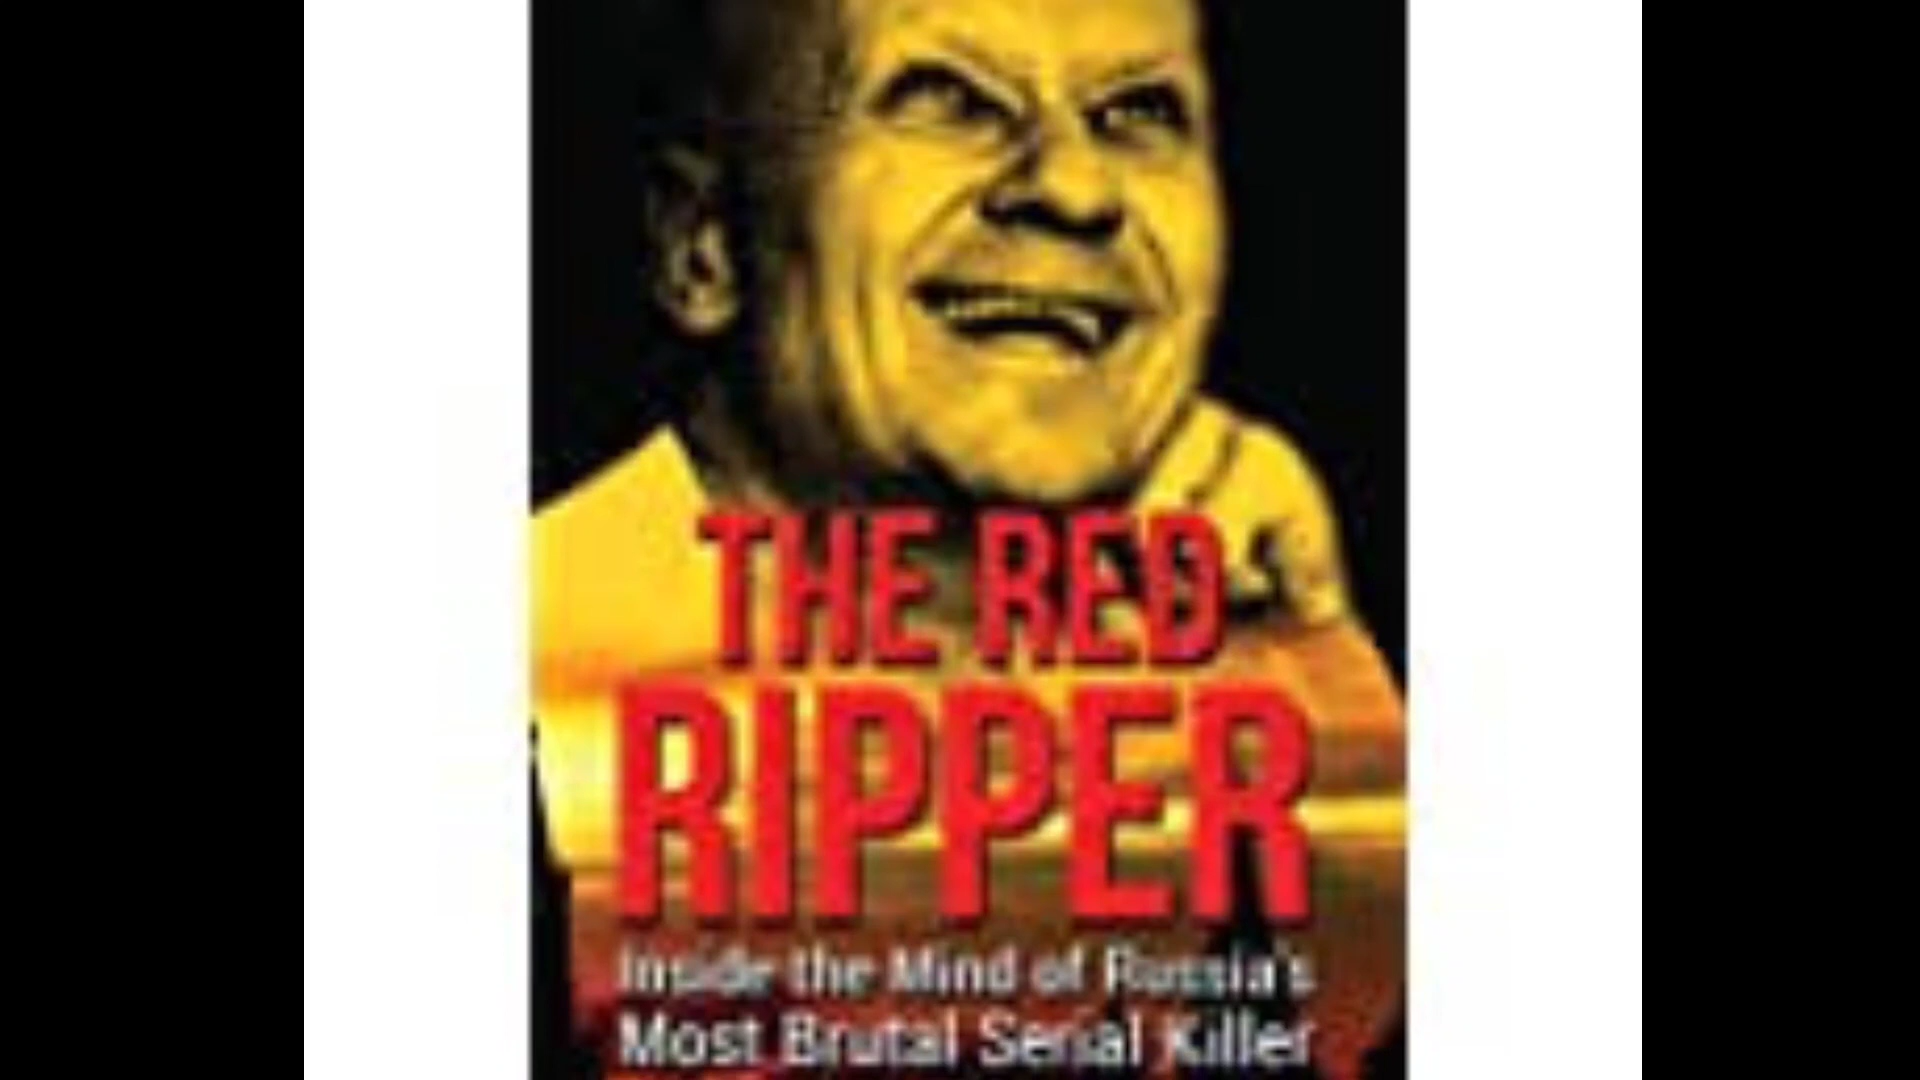 THE RED
RIPPER
Inside the Mind of Russia's
Most Brutal Serial Killer